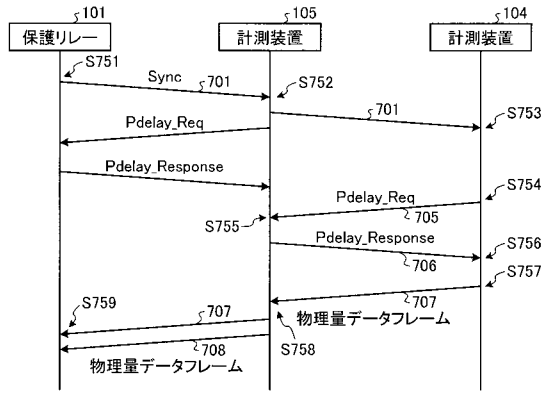 101
105
104
保護リレー
計測装置
計測装置
S751
Sync
701
S752
701
S753
Pdelay_Req
Pdelay_Response
S754
Pdelay_Req
705
S755
Pdelay_Response
706
S756
S757
707
物理量データフレーム
S759
707
S758
708
物理量データフレーム